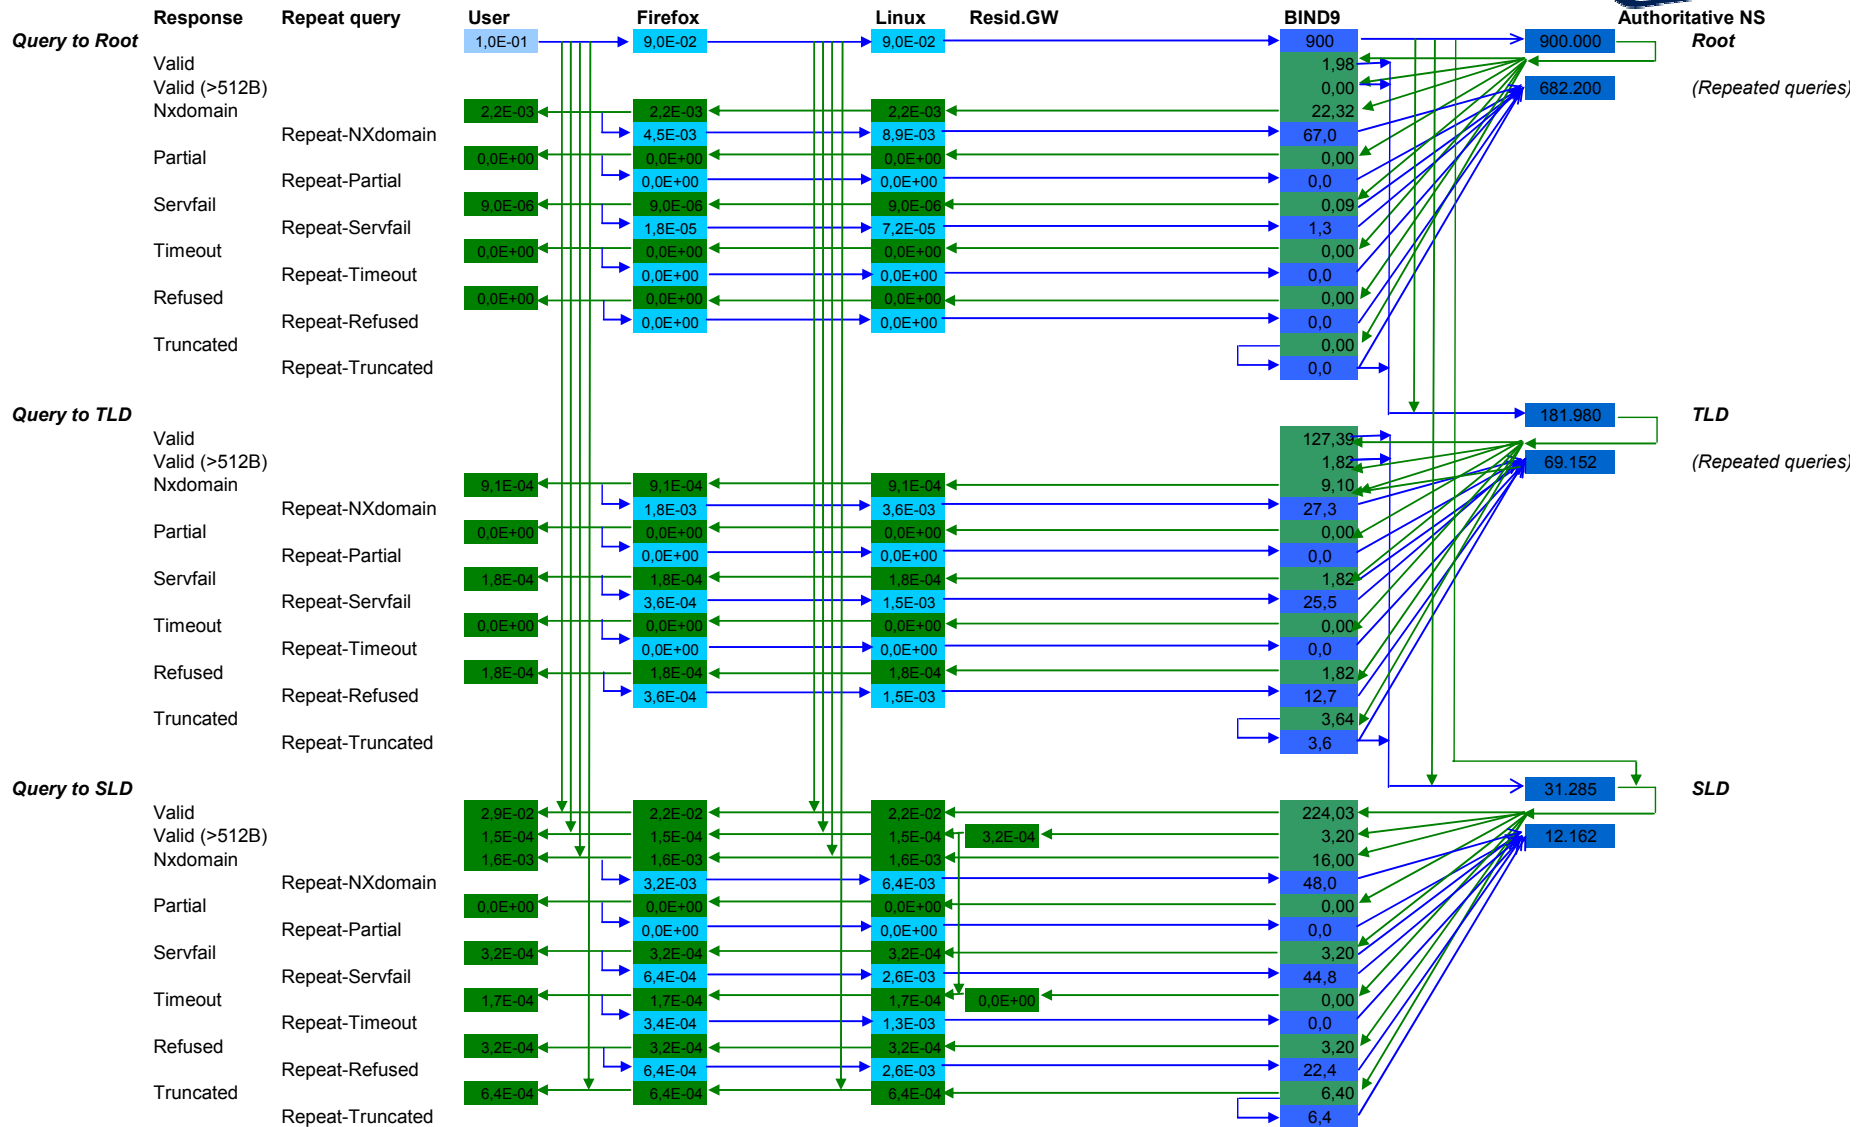 Response Repeat query User Firefox Linux Resid.GW BIND9 Authoritative NS
Query to Root 1,0E-01 9,0E-02 9,0E-02 900 900.000 Root
Valid 1,98
Valid (>512B) 0,00 682.200 (Repeated queries)
Nxdomain 2,2E-03 2,2E-03 2,2E-03 22,32
Repeat-NXdomain 4,5E-03 8,9E-03 67,0
Partial 0,0E+00 0,0E+00 0,0E+00 0,00
Repeat-Partial 0,0E+00 0,0E+00 0,0
Servfail 9,0E-06 9,0E-06 9,0E-06 0,09
Repeat-Servfail 1,8E-05 7,2E-05 1,3
Timeout 0,0E+00 0,0E+00 0,0E+00 0,00
Repeat-Timeout 0,0E+00 0,0E+00 0,0
Refused 0,0E+00 0,0E+00 0,0E+00 0,00
Repeat-Refused 0,0E+00 0,0E+00 0,0
Truncated 0,00
Repeat-Truncated 0,0
Query to TLD 181.980 TLD
Valid 127,39
Valid (>512B) 1,82 69.152 (Repeated queries)
Nxdomain 9,1E-04 9,1E-04 9,1E-04 9,10
Repeat-NXdomain 1,8E-03 3,6E-03 27,3
Partial 0,0E+00 0,0E+00 0,0E+00 0,00
Repeat-Partial 0,0E+00 0,0E+00 0,0
Servfail 1,8E-04 1,8E-04 1,8E-04 1,82
Repeat-Servfail 3,6E-04 1,5E-03 25,5
Timeout 0,0E+00 0,0E+00 0,0E+00 0,00
Repeat-Timeout 0,0E+00 0,0E+00 0,0
Refused 1,8E-04 1,8E-04 1,8E-04 1,82
Repeat-Refused 3,6E-04 1,5E-03 12,7
Truncated 3,64
Repeat-Truncated 3,6
Query to SLD 31.285 SLD
Valid 2,9E-02 2,2E-02 2,2E-02 224,03
Valid (>512B) 1,5E-04 1,5E-04 1,5E-04 3,2E-04 3,20 12.162
Nxdomain 1,6E-03 1,6E-03 1,6E-03 16,00
Repeat-NXdomain 3,2E-03 6,4E-03 48,0
Partial 0,0E+00 0,0E+00 0,0E+00 0,00
Repeat-Partial 0,0E+00 0,0E+00 0,0
Servfail 3,2E-04 3,2E-04 3,2E-04 3,20
Repeat-Servfail 6,4E-04 2,6E-03 44,8
Timeout 1,7E-04 1,7E-04 1,7E-04 0,0E+00 0,00
Repeat-Timeout 3,4E-04 1,3E-03 0,0
Refused 3,2E-04 3,2E-04 3,2E-04 3,20
Repeat-Refused 6,4E-04 2,6E-03 22,4
Truncated 6,4E-04 6,4E-04 6,4E-04 6,40
Repeat-Truncated 6,4